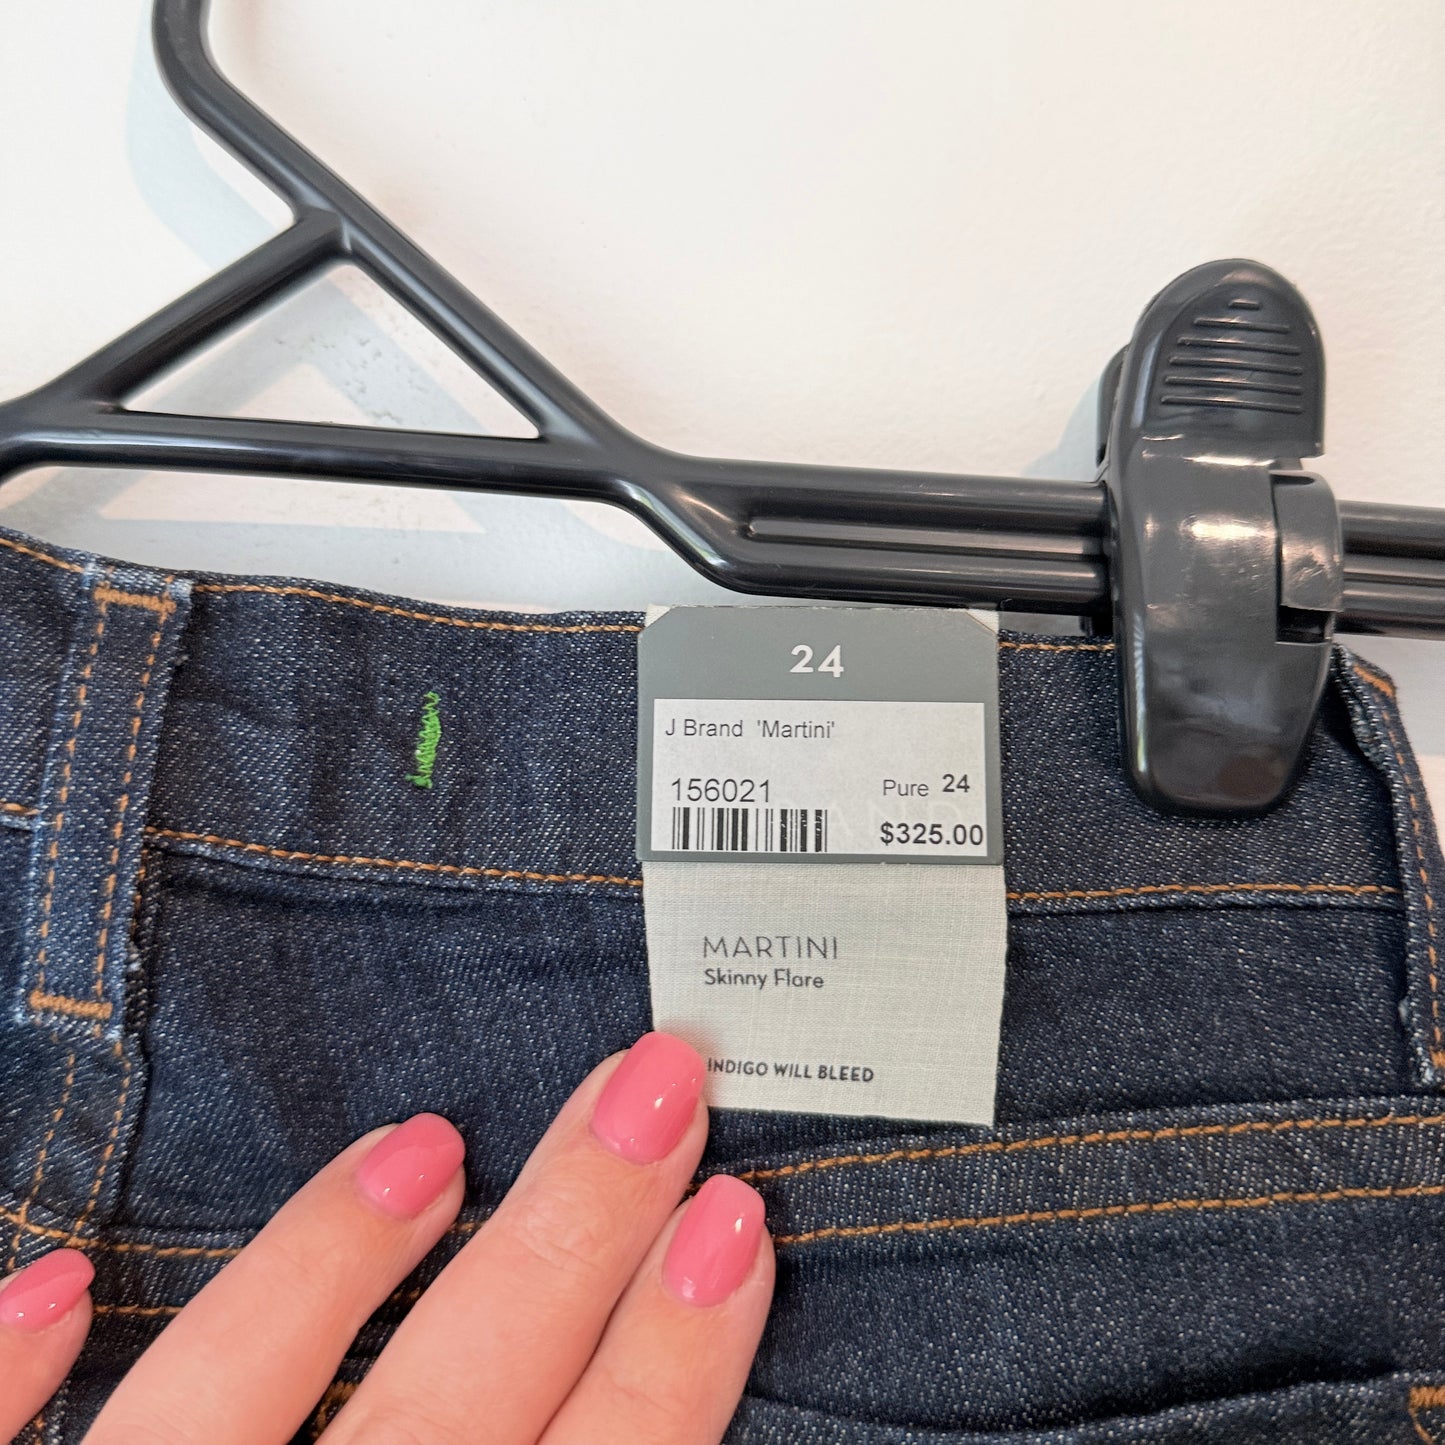 24
J Brand 'Martini'
156021
Pure 24
$325.00
MARTINI
Skinny Flare
INDIGO WILL BLEED